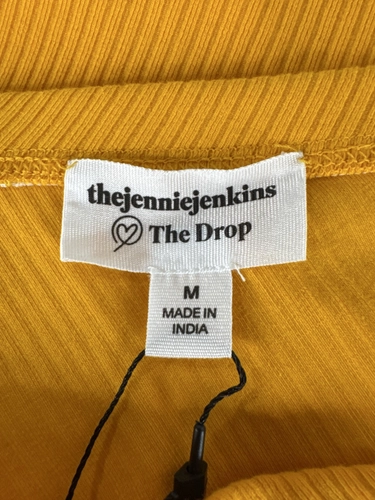 thejenniejenkins
The Drop
M
MADE IN
INDIA